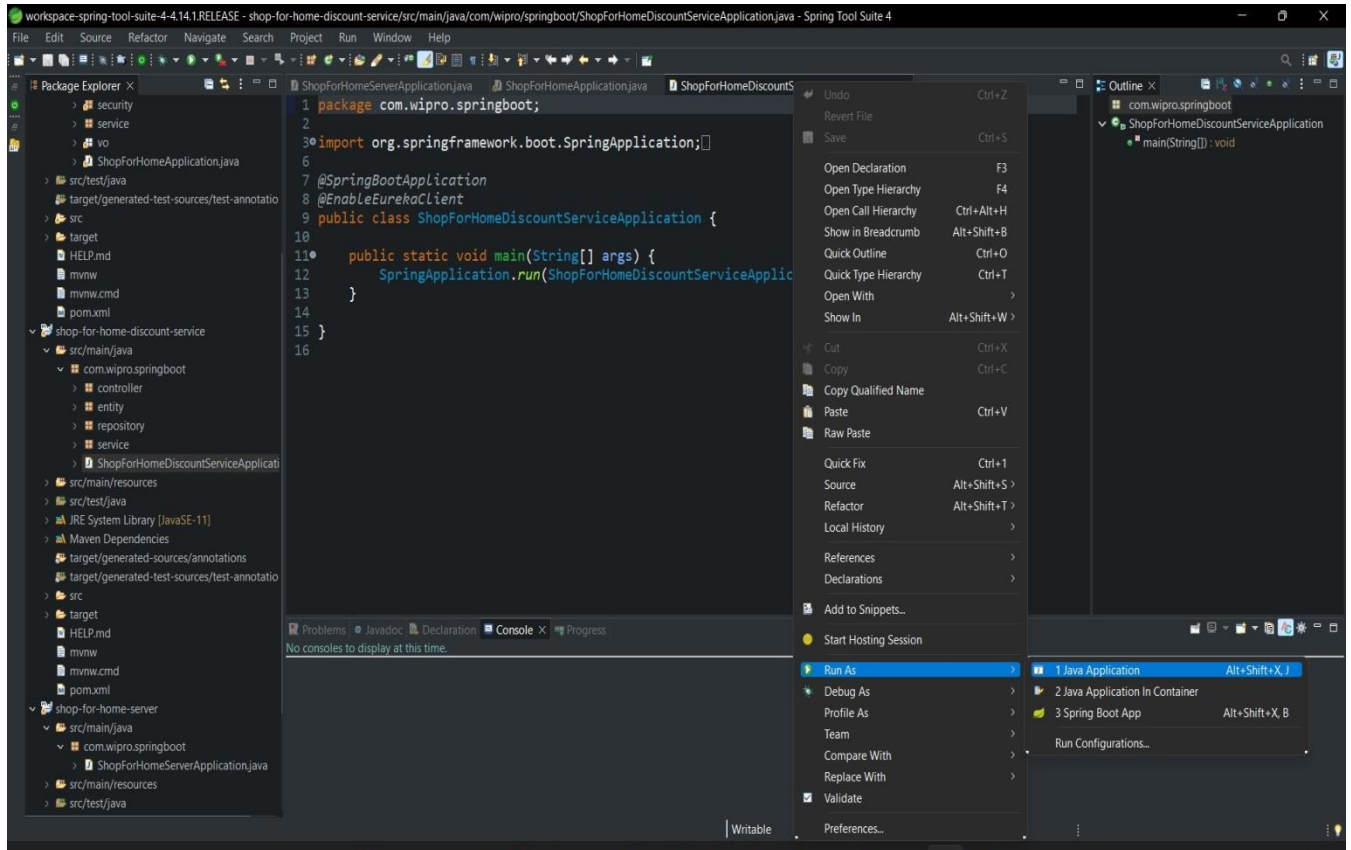 workspace-spring-tool-suite-4-4.14.1.RELEASE - shop-for-home-discount-service/src/main/java/com/wipro/springboot/ShopForHomeDiscountServiceApplication.java - Spring Tool Suite 4
File Edit Source Refactor Navigate Search Project Run Window Help
Package Explorer
security
service
vo
ShopForHomeApplication.java
src/test/java
target/generated-test-sources/test-annotatio
src
target
HELP.md
mvnw
mvnw.cmd
pom.xml
shop-for-home-discount-service
src/main/java
com.wipro.springboot
controller
entity
repository
service
ShopForHomeDiscountServiceApplicati
src/main/resources
src/test/java
JRE System Library [JavaSE-11]
Maven Dependencies
target/generated-sources/annotations
target/generated-test-sources/test-annotatio
src
target
HELP.md
mvnw
mvnw.cmd
pom.xml
shop-for-home-server
src/main/java
com.wipro.springboot
ShopForHomeServerApplication.java
src/main/resources
src/test/java
ShopForHomeServerApplication.java ShopForHomeApplication.java ShopForHomeDiscountS
1 package com.wipro.springboot;
2
3 import org.springframework.boot.SpringApplication;
6
7 @SpringBootApplication
8 @EnableEurekaClient
9 public class ShopForHomeDiscountServiceApplication {
10
11 public static void main(String[] args) {
12 SpringApplication.run(ShopForHomeDiscountServiceApplic
13 }
14
15 }
16
Problems Javadoc Declaration Console Progress
No consoles to display at this time.
Undo Ctrl+Z
Revert File
Save Ctrl+S
Open Declaration F3
Open Type Hierarchy F4
Open Call Hierarchy Ctrl+Alt+H
Show in Breadcrumb Alt+Shift+B
Quick Outline Ctrl+O
Quick Type Hierarchy Ctrl+T
Open With
Show In Alt+Shift+W
Cut Ctrl+X
Copy Ctrl+C
Copy Qualified Name
Paste Ctrl+V
Raw Paste
Quick Fix Ctrl+1
Source Alt+Shift+S
Refactor Alt+Shift+T
Local History
References
Declarations
Add to Snippets...
Start Hosting Session
Run As
Debug As
Profile As
Team
Compare With
Replace With
Validate
Preferences...
1 Java Application Alt+Shift+X, J
2 Java Application In Container
3 Spring Boot App Alt+Shift+X, B
Run Configurations...
Outline
com.wipro.springboot
ShopForHomeDiscountServiceApplication
main(String[]) : void
Writable